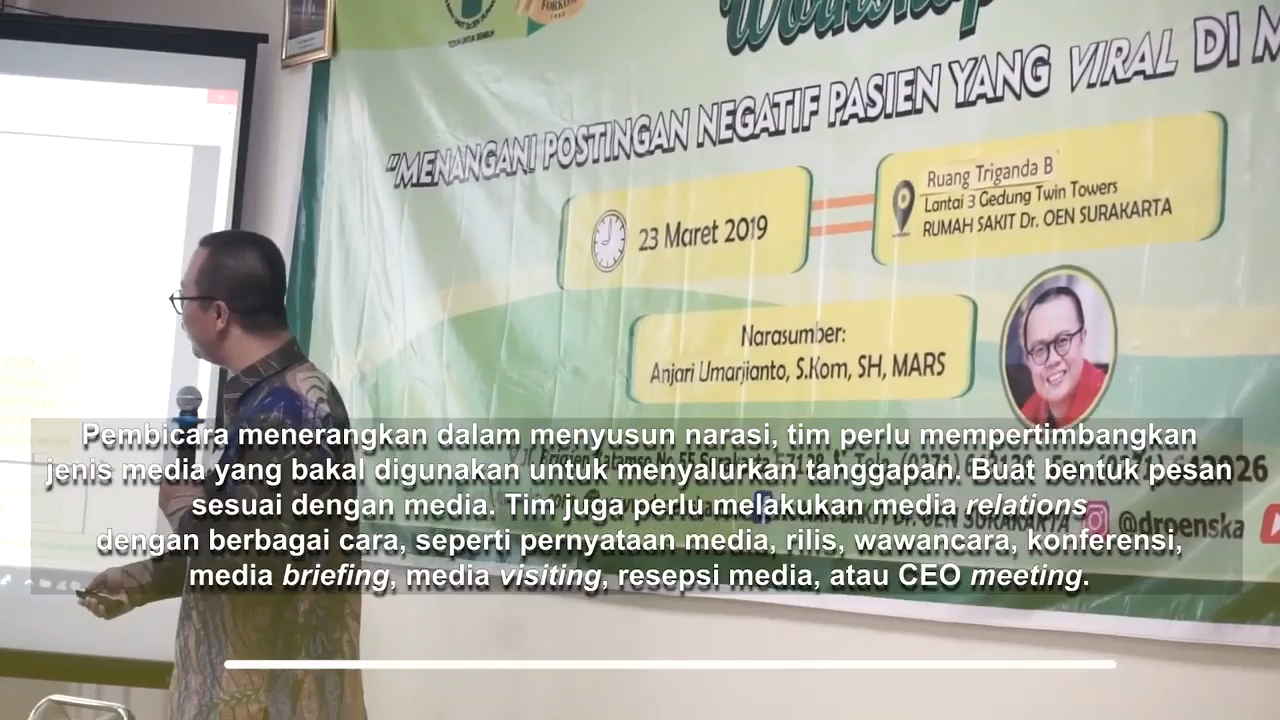 FORKOM
Workshop
"MENANGANI POSTINGAN NEGATIF PASIEN YANG VIRAL DI M
23 Maret 2019
Ruang Triganda B
Lantai 3 Gedung Twin Towers
RUMAH SAKIT Dr. OEN SURAKARTA
Narasumber:
Anjari Umarjianto, S.Kom, SH, MARS
Pembicara menerangkan dalam menyusun narasi, tim perlu mempertimbangkan
jenis media yang bakal digunakan untuk menyalurkan tanggapan. Buat bentuk pesan
sesuai dengan media. Tim juga perlu melakukan media relations
dengan berbagai cara, seperti pernyataan media, rilis, wawancara, konferensi,
media briefing, media visiting, resepsi media, atau CEO meeting.
@droenska